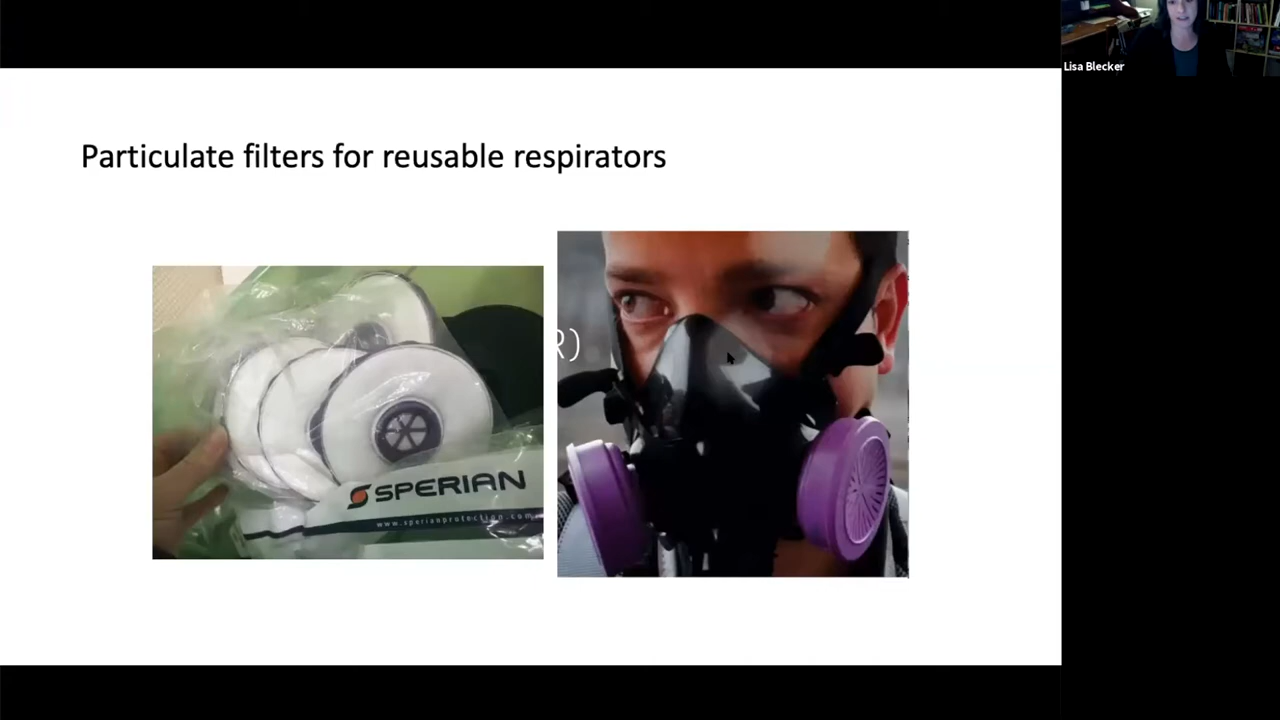 Lisa Blecker
Particulate filters for reusable respirators
R)
SPERIAN
www.sperianprotection.com